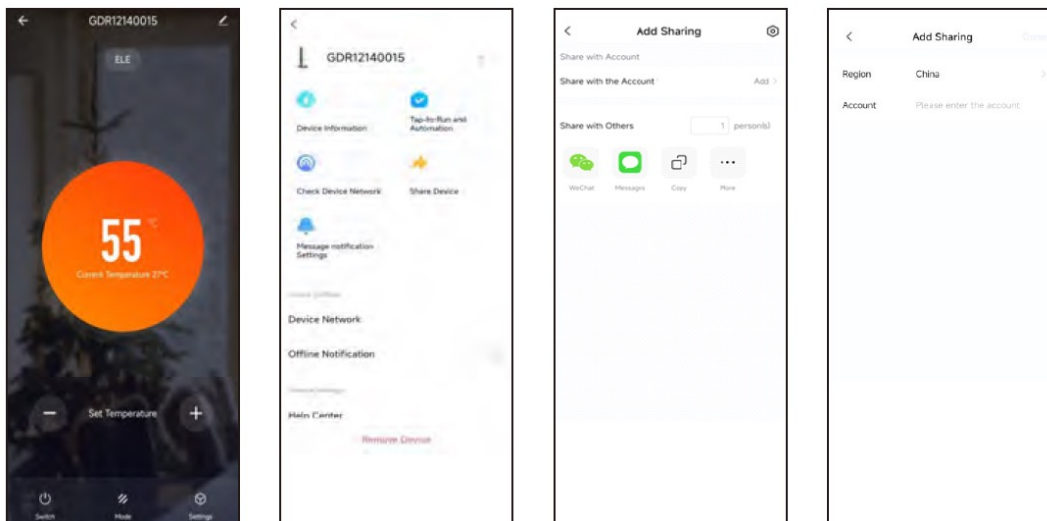 GDR12140015
ELE
55 °C
Current Temperature 27°C
Set Temperature
Switch
Mode
Settings
GDR12140015
Device Information
Tap-to-Run and
Automation
Check Device Network
Share Device
Message notification
Settings
Device Network
Offline Notification
Help Center
Remove Device
Add Sharing
Share with Account
Share with the Account
Add >
Share with Others
1 person(s)
WeChat
Messages
Copy
More
Add Sharing
Region
China
Account
Please enter the account